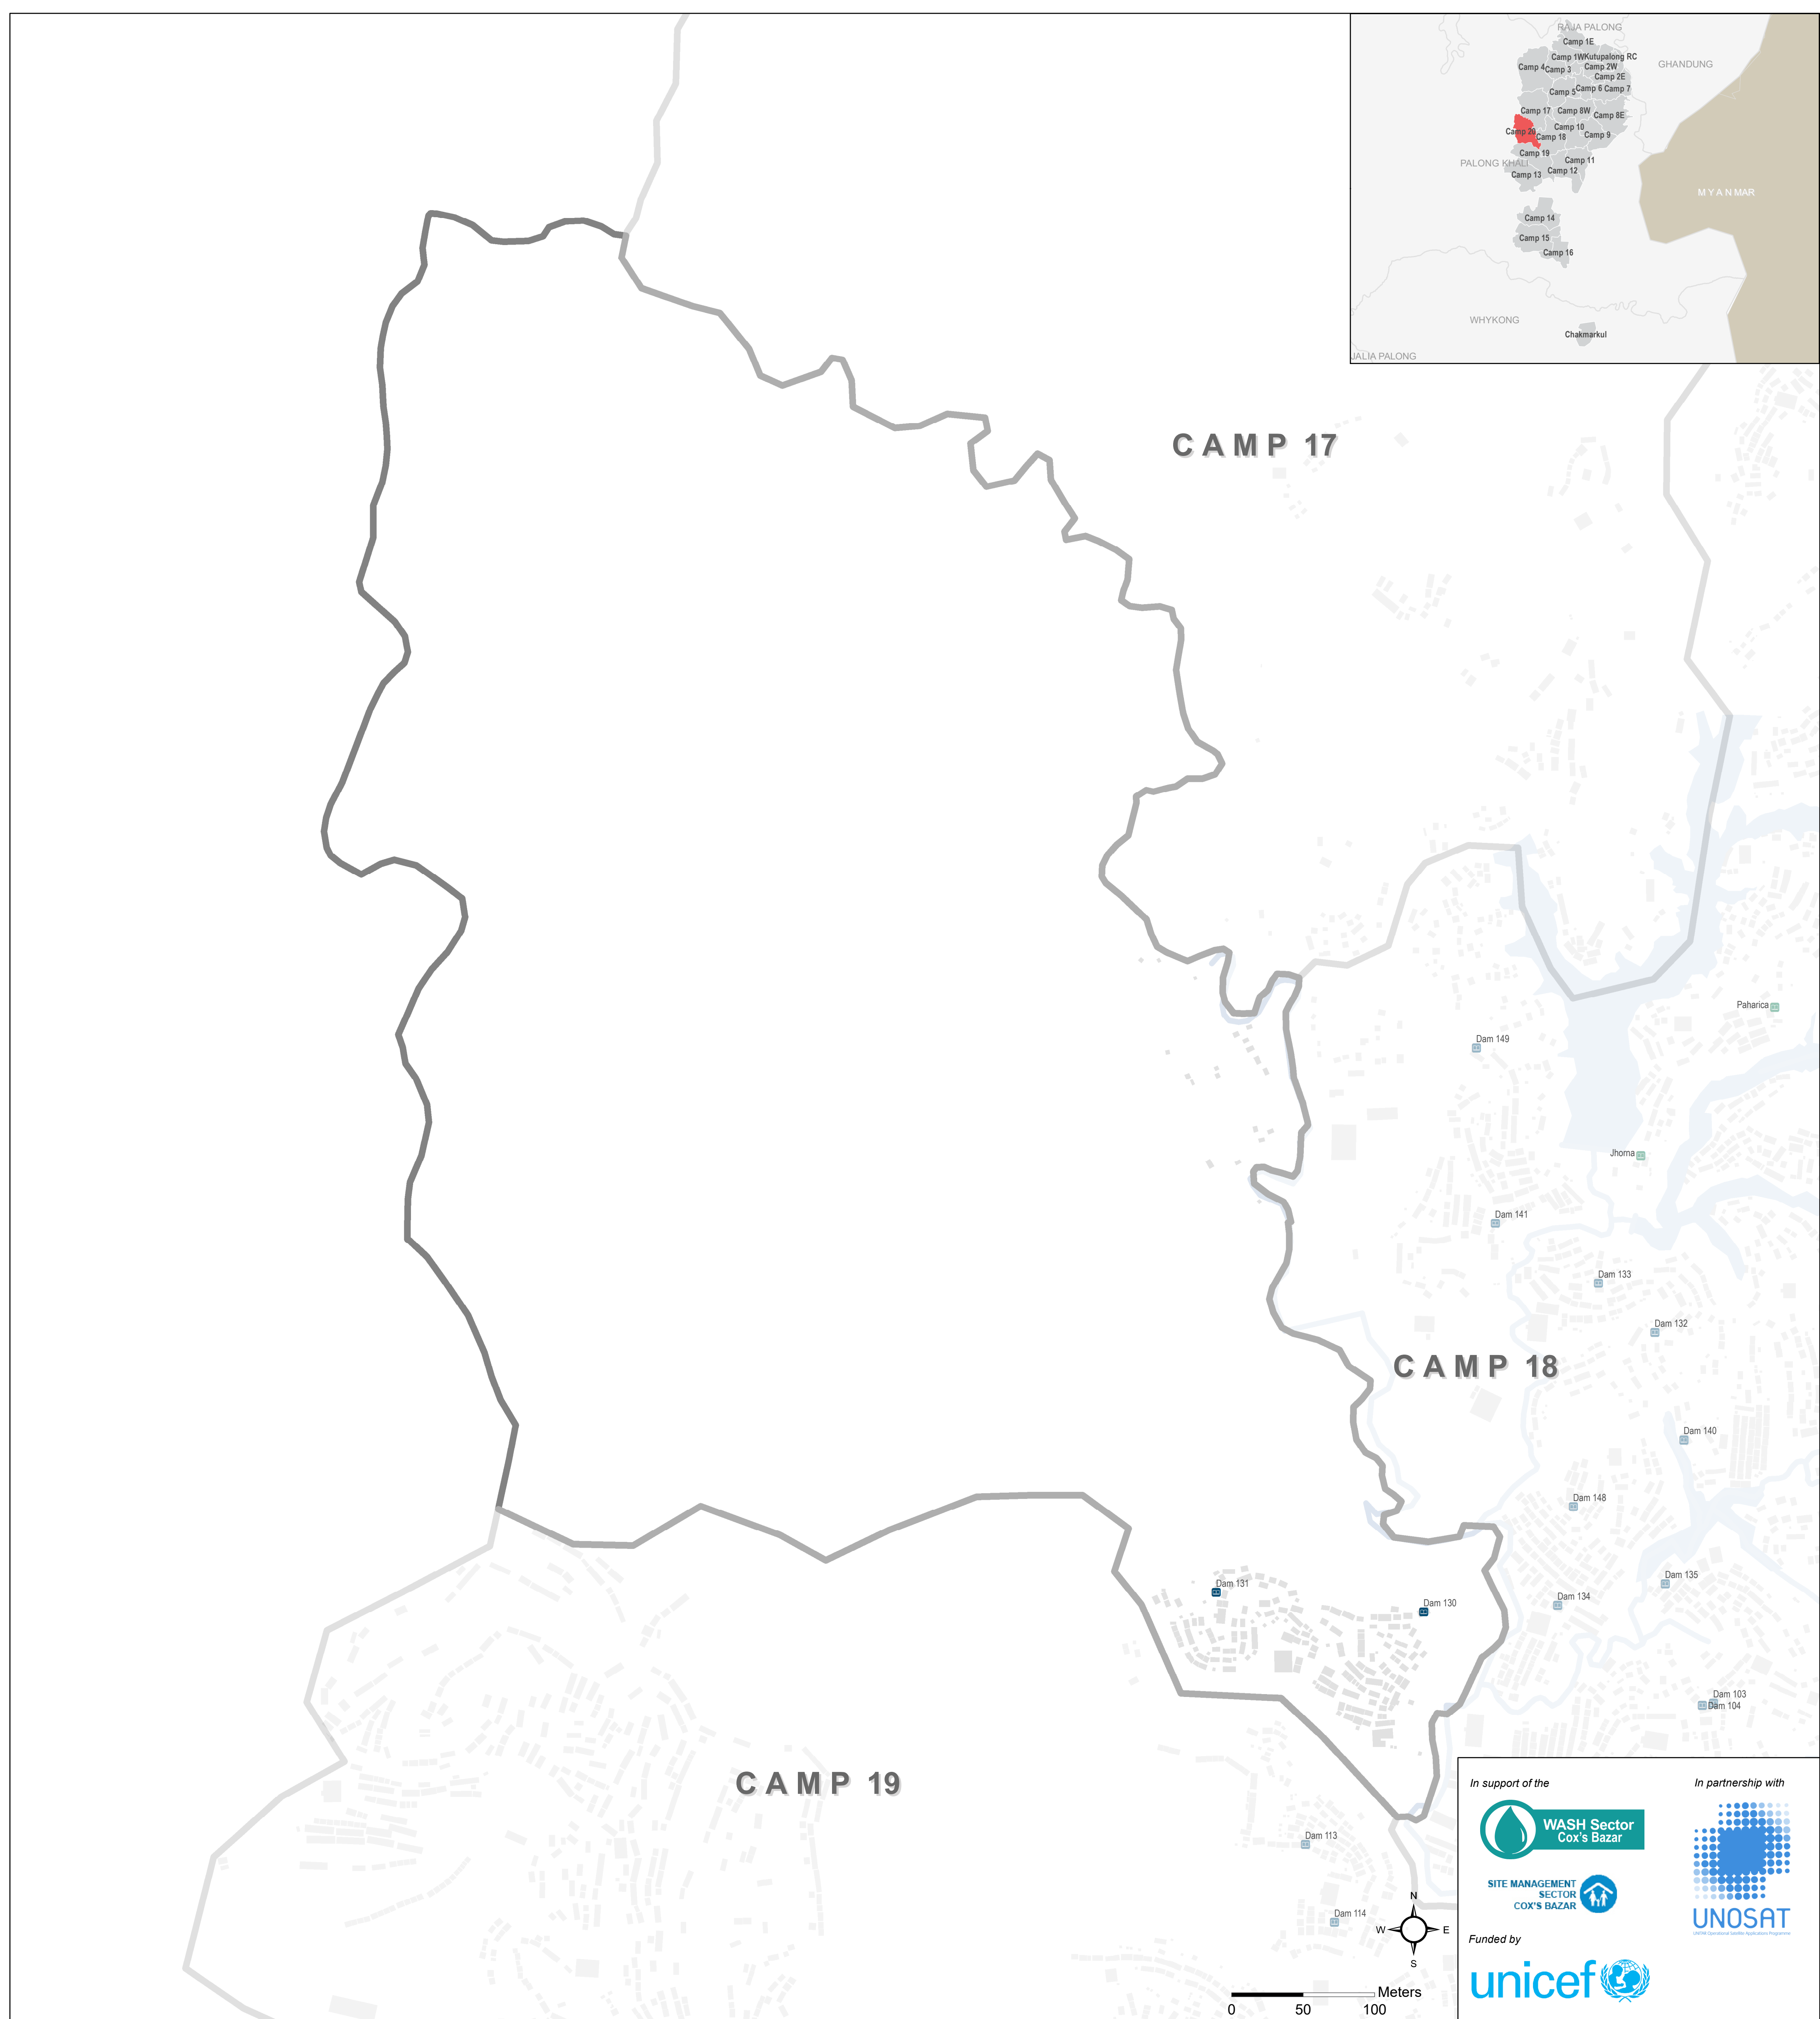 RAJA PALONG
Camp 1E
Camp 1W
Kutupalong RC
GHANDUNG
Camp 4
Camp 3
Camp 2W
Camp 2E
Camp 5
Camp 6
Camp 7
Camp 17
Camp 8W
Camp 8E
Camp 20
Camp 18
Camp 10
Camp 9
Camp 19
PALONG KHALI
Camp 11
Camp 13
Camp 12
MYANMAR
Camp 14
Camp 15
Camp 16
WHYKONG
Chakmarkul
JALIA PALONG
CAMP 17
Paharica
Dam 149
Jhorna
Dam 141
Dam 133
Dam 132
CAMP 18
Dam 140
Dam 148
Dam 135
Dam 131
Dam 134
Dam 130
Dam 103
Dam 104
CAMP 19
Dam 113
Dam 114
N
W
E
S
Meters
0 50 100
In support of the
WASH Sector
Cox's Bazar
SITE MANAGEMENT
SECTOR
COX'S BAZAR
In partnership with
UNOSAT
UNITAR Operational Satellite Applications Programme
Funded by
unicef